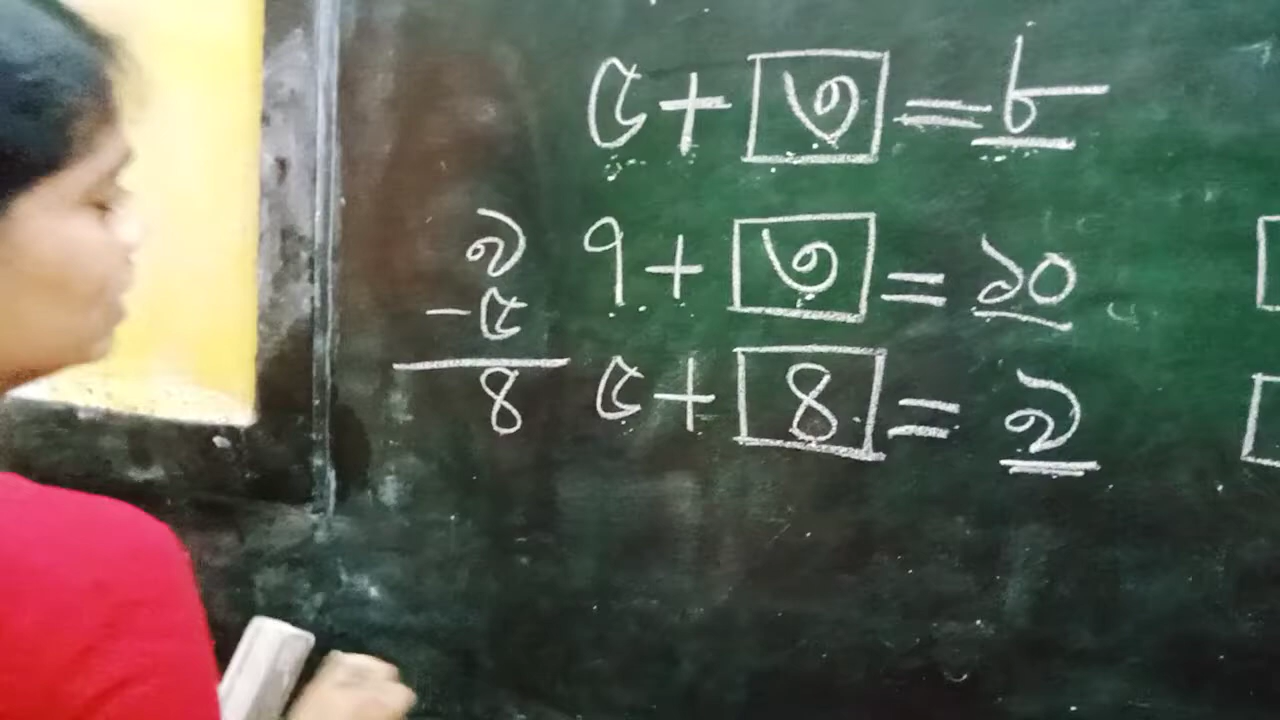 ৫ + ৩ = ৮
৯ ৭ + ৩ = ১০
- ৫
৪ ৫ + ৪ = ৯